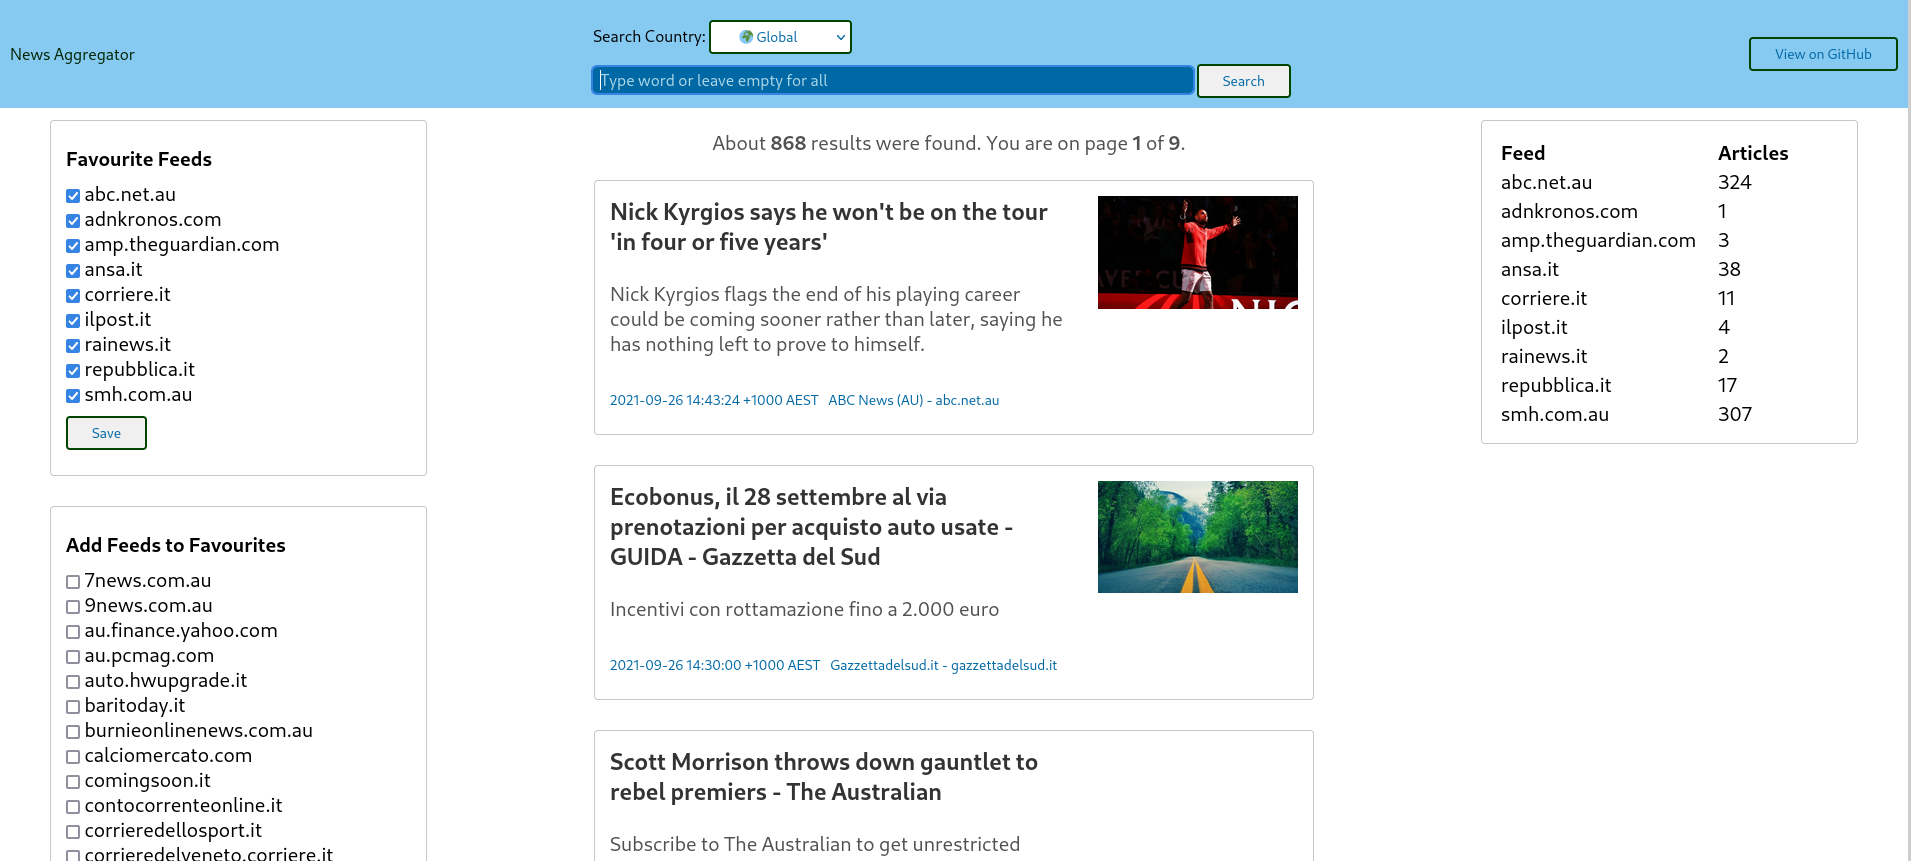 News Aggregator
Search Country: Global
Type word or leave empty for all
Search
View on GitHub
Favourite Feeds
abc.net.au
adnkronos.com
amp.theguardian.com
ansa.it
corriere.it
ilpost.it
rainews.it
repubblica.it
smh.com.au
Save
Add Feeds to Favourites
7news.com.au
9news.com.au
au.finance.yahoo.com
au.pcmag.com
auto.hwupgrade.it
baritoday.it
burnieonlinenews.com.au
calciomercato.com
comingsoon.it
contocorrenteonline.it
corrieredellosport.it
corrieredelveneto.corriere.it
About 868 results were found. You are on page 1 of 9.
Nick Kyrgios says he won't be on the tour
'in four or five years'
Nick Kyrgios flags the end of his playing career
could be coming sooner rather than later, saying he
has nothing left to prove to himself.
2021-09-26 14:43:24 +1000 AEST ABC News (AU) - abc.net.au
Ecobonus, il 28 settembre al via
prenotazioni per acquisto auto usate -
GUIDA - Gazzetta del Sud
Incentivi con rottamazione fino a 2.000 euro
2021-09-26 14:30:00 +1000 AEST Gazzettadelsud.it - gazzettadelsud.it
Scott Morrison throws down gauntlet to
rebel premiers - The Australian
Subscribe to The Australian to get unrestricted
Feed Articles
abc.net.au 324
adnkronos.com 1
amp.theguardian.com 3
ansa.it 38
corriere.it 11
ilpost.it 4
rainews.it 2
repubblica.it 17
smh.com.au 307